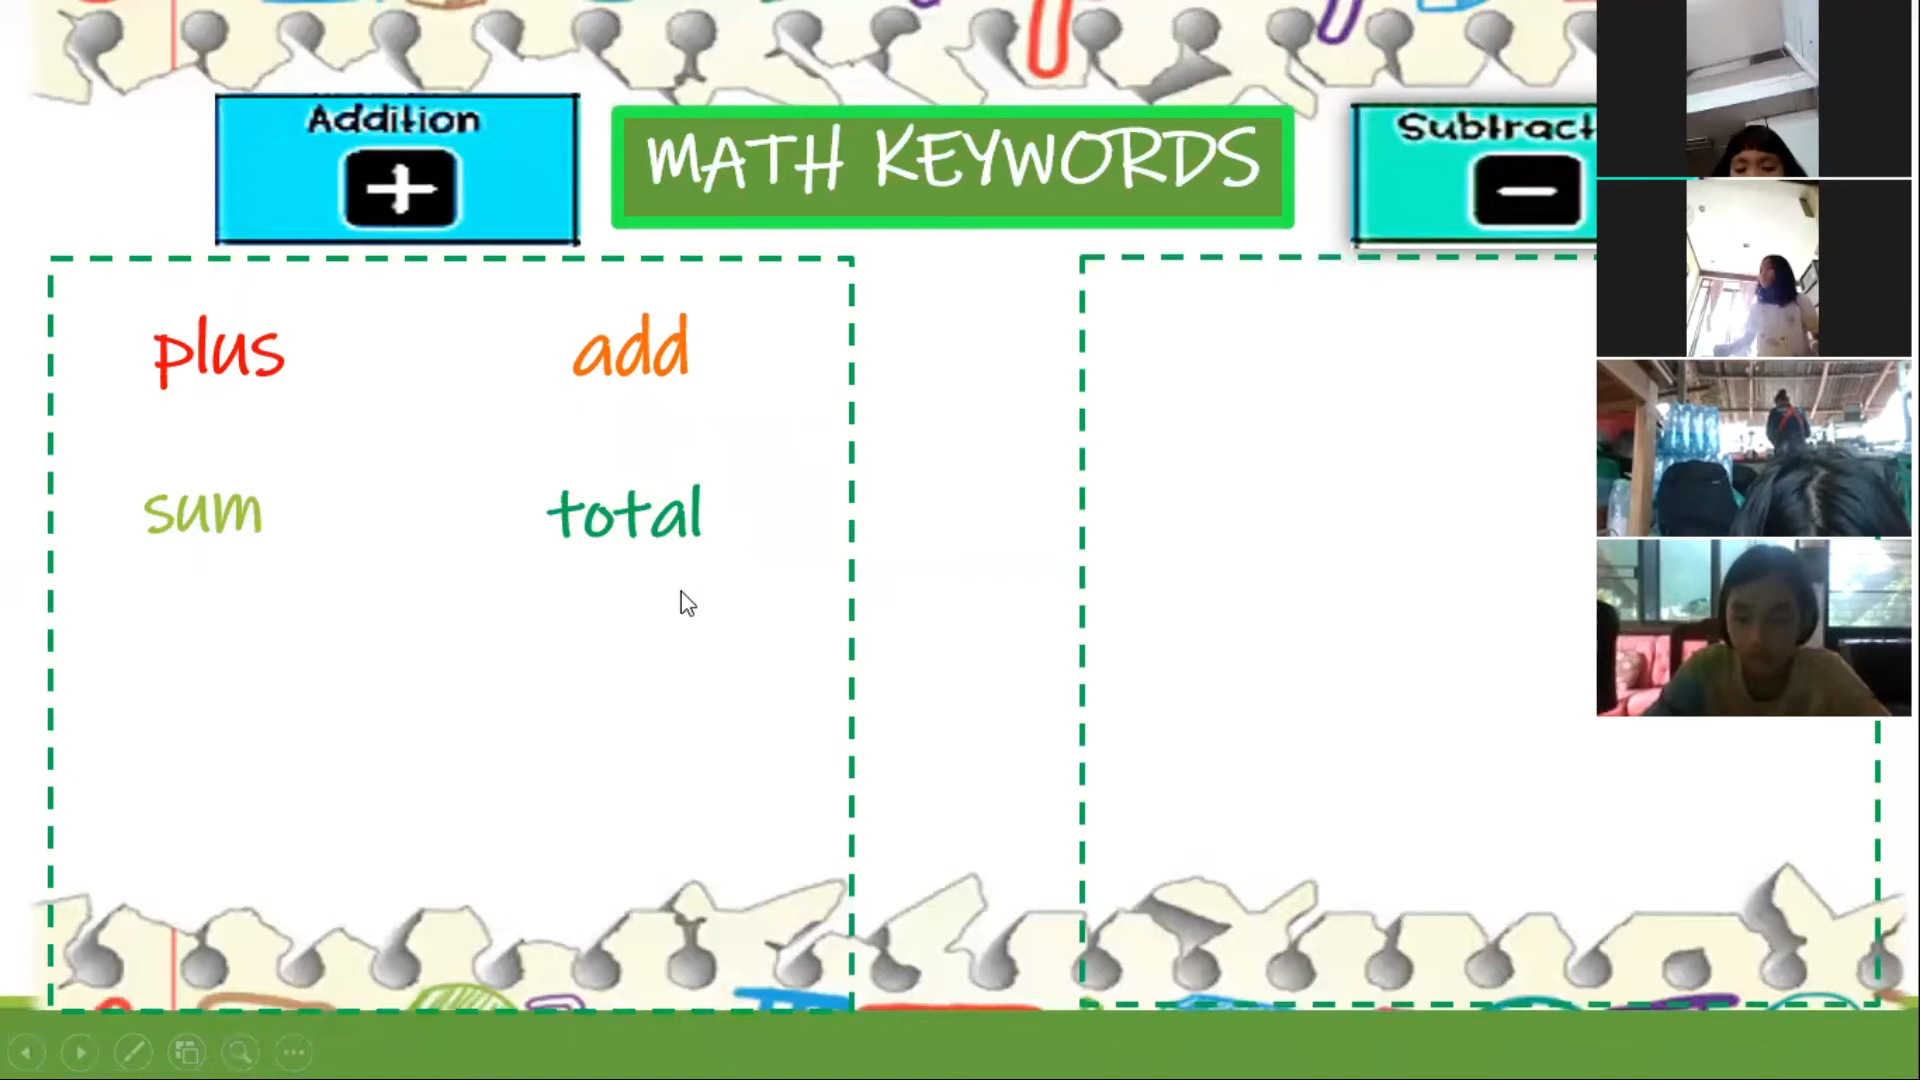 Addition
MATH KEYWORDS
Subtract
plus
add
sum
total